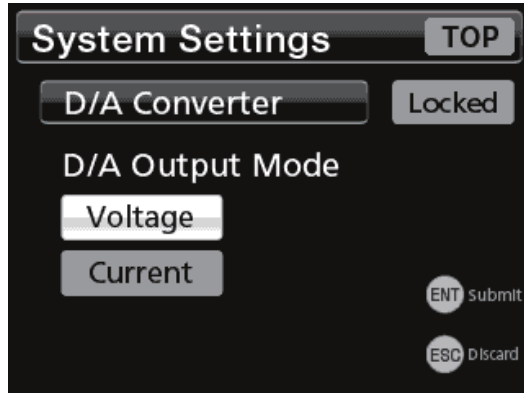 System Settings TOP
D/A Converter Locked
D/A Output Mode
Voltage
Current
ENT Submit
ESC Discard